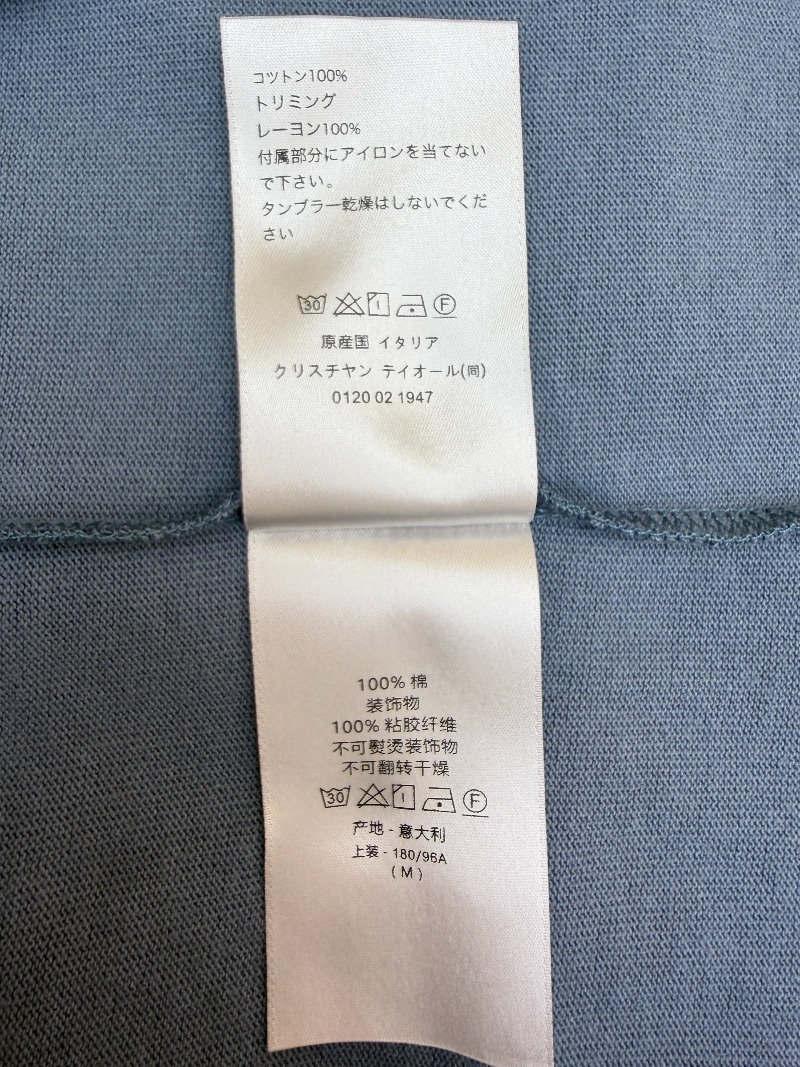 コツトン100%
トリミング
レーヨン100%
付属部分にアイロンを当てない
で下さい。
タンブラー乾燥はしないでくだ
さい
30 F
原産国 イタリア
クリスチヤン テイオール(同)
0120 02 1947
100% 棉
装饰物
100% 粘胶纤维
不可熨烫装饰物
不可翻转干燥
30 F
产地 - 意大利
上装 - 180/96A
(M)